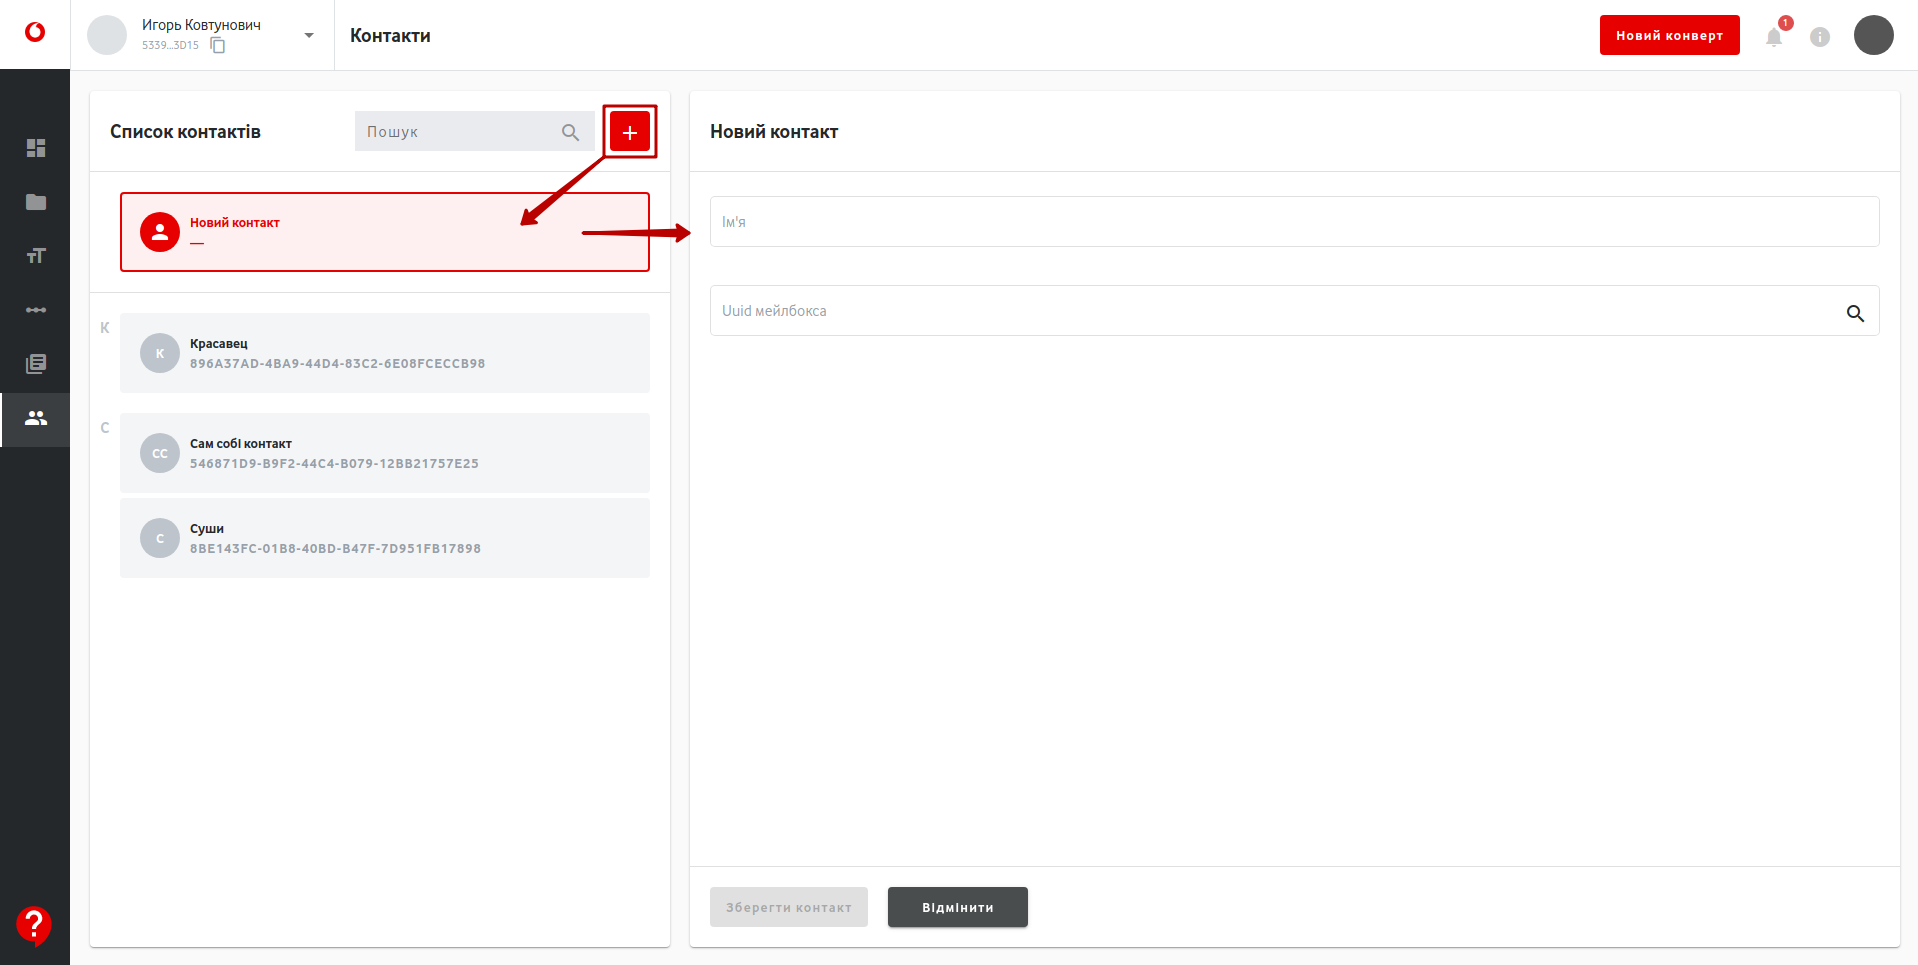 Игорь Ковтунович
5339...3D15
Контакти
Новий конверт
1
Список контактів
Пошук
Новий контакт
—
К
К
Красавец
896A37AD-4BA9-44D4-83C2-6E08FCECCB98
С
СС
Сам собі контакт
546871D9-B9F2-44C4-B079-12BB21757E25
С
Суши
8BE143FC-01B8-40BD-B47F-7D951FB17898
Новий контакт
Ім'я
Uuid мейлбокса
Зберегти контакт
Відмінити